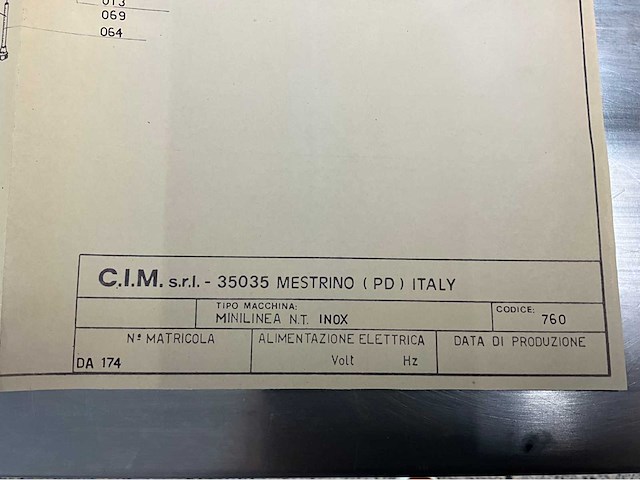 013
069
064
C.I.M. s.r.l. - 35035 MESTRINO ( PD ) ITALY
TIPO MACCHINA: CODICE:
MINILINEA N.T. INOX 760
Nº MATRICOLA ALIMENTAZIONE ELETTRICA DATA DI PRODUZIONE
DA 174 Volt Hz